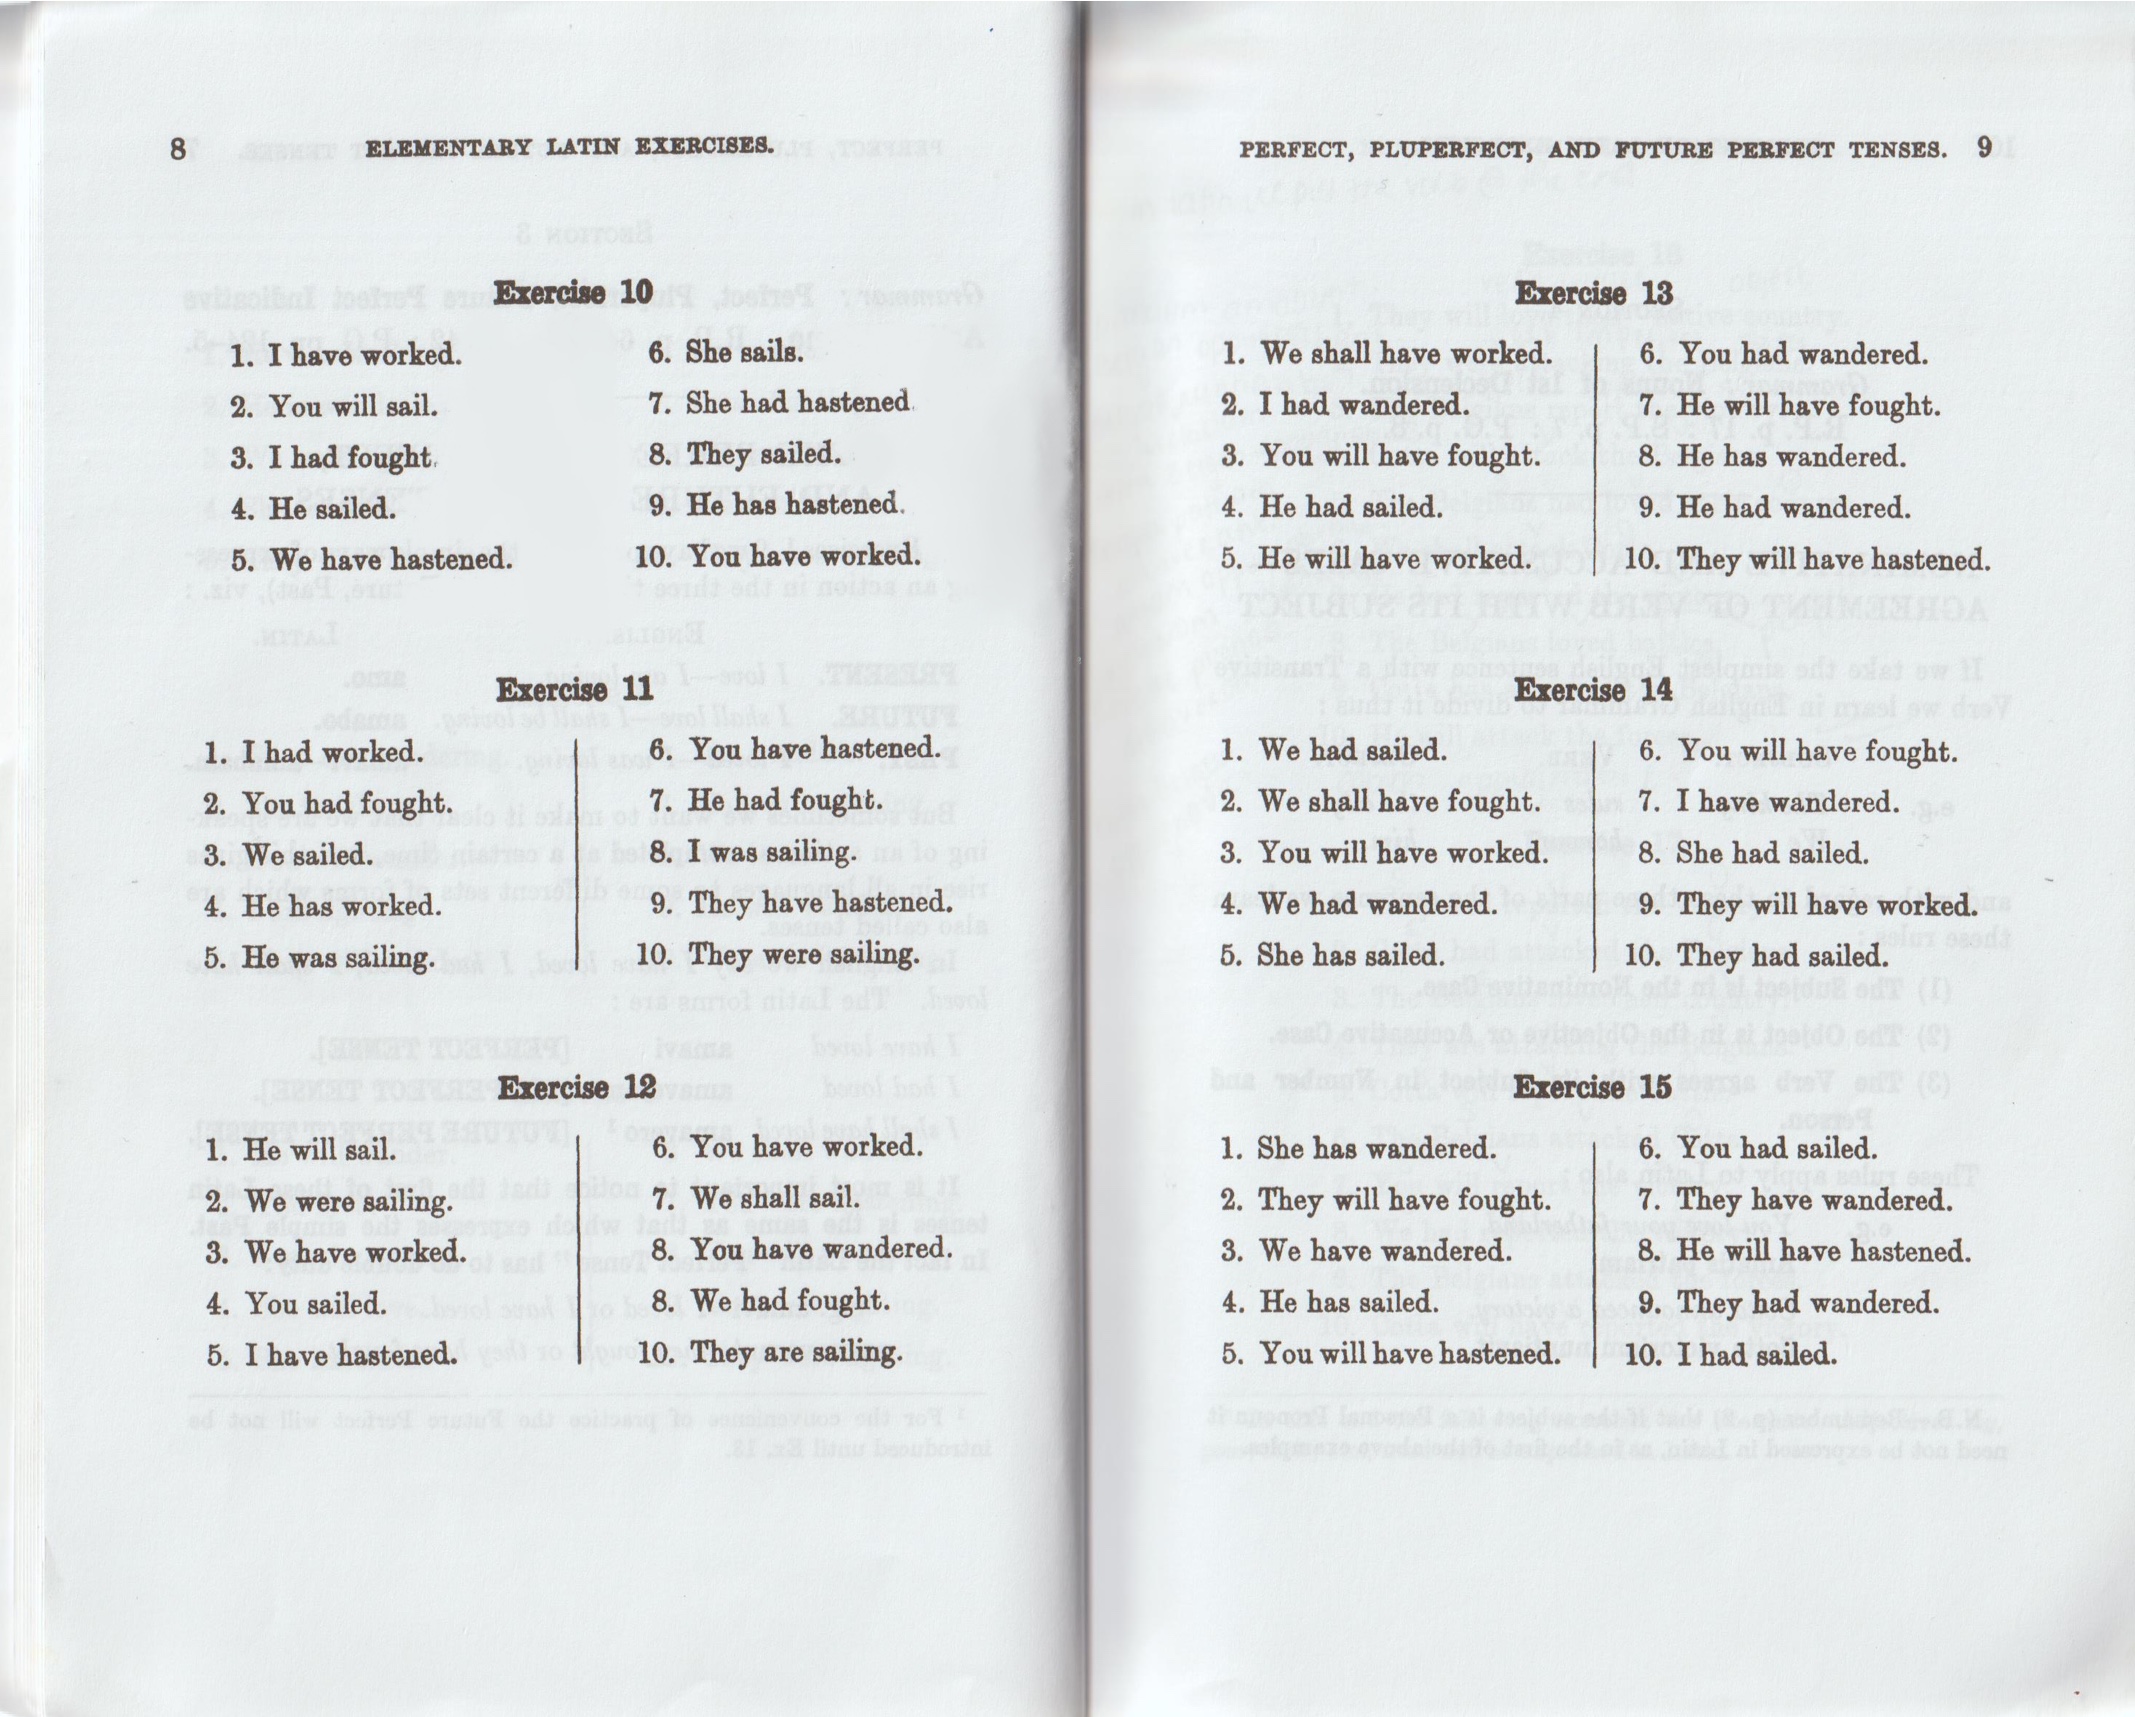 8 ELEMENTARY LATIN EXERCISES.
Exercise 10
1. I have worked.
2. You will sail.
3. I had fought.
4. He sailed.
5. We have hastened.
6. She sails.
7. She had hastened.
8. They sailed.
9. He has hastened.
10. You have worked.
Exercise 11
1. I had worked.
2. You had fought.
3. We sailed.
4. He has worked.
5. He was sailing.
6. You have hastened.
7. He had fought.
8. I was sailing.
9. They have hastened.
10. They were sailing.
Exercise 12
1. He will sail.
2. We were sailing.
3. We have worked.
4. You sailed.
5. I have hastened.
6. You have worked.
7. We shall sail.
8. You have wandered.
8. We had fought.
10. They are sailing.
PERFECT, PLUPERFECT, AND FUTURE PERFECT TENSES. 9
Exercise 13
1. We shall have worked.
2. I had wandered.
3. You will have fought.
4. He had sailed.
5. He will have worked.
6. You had wandered.
7. He will have fought.
8. He has wandered.
9. He had wandered.
10. They will have hastened.
Exercise 14
1. We had sailed.
2. We shall have fought.
3. You will have worked.
4. We had wandered.
5. She has sailed.
6. You will have fought.
7. I have wandered.
8. She had sailed.
9. They will have worked.
10. They had sailed.
Exercise 15
1. She has wandered.
2. They will have fought.
3. We have wandered.
4. He has sailed.
5. You will have hastened.
6. You had sailed.
7. They have wandered.
8. He will have hastened.
9. They had wandered.
10. I had sailed.